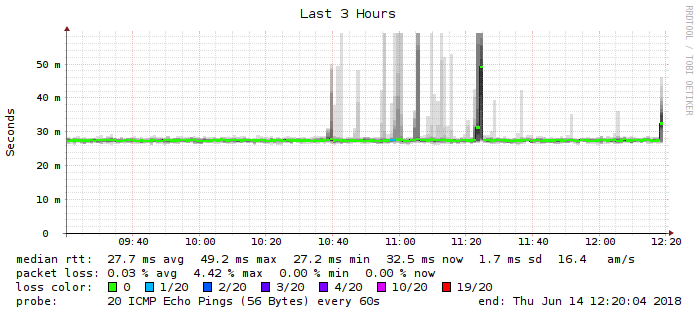 Last 3 Hours
RRDTOOL / TOBI OETIKER
Seconds
50 m
40 m
30 m
20 m
10 m
0
09:40 10:00 10:20 10:40 11:00 11:20 11:40 12:00 12:20
median rtt: 27.7 ms avg 49.2 ms max 27.2 ms min 32.5 ms now 1.7 ms sd 16.4 am/s
packet loss: 0.03 % avg 4.42 % max 0.00 % min 0.00 % now
loss color: 0 1/20 2/20 3/20 4/20 10/20 19/20
probe: 20 ICMP Echo Pings (56 Bytes) every 60s end: Thu Jun 14 12:20:04 2018